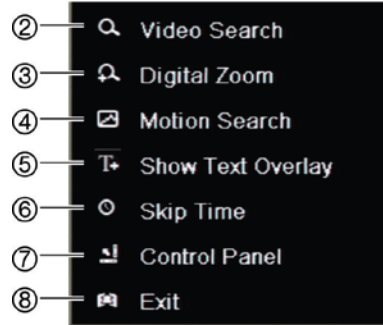 ② Video Search
③ Digital Zoom
④ Motion Search
⑤ T+ Show Text Overlay
⑥ Skip Time
⑦ Control Panel
⑧ Exit